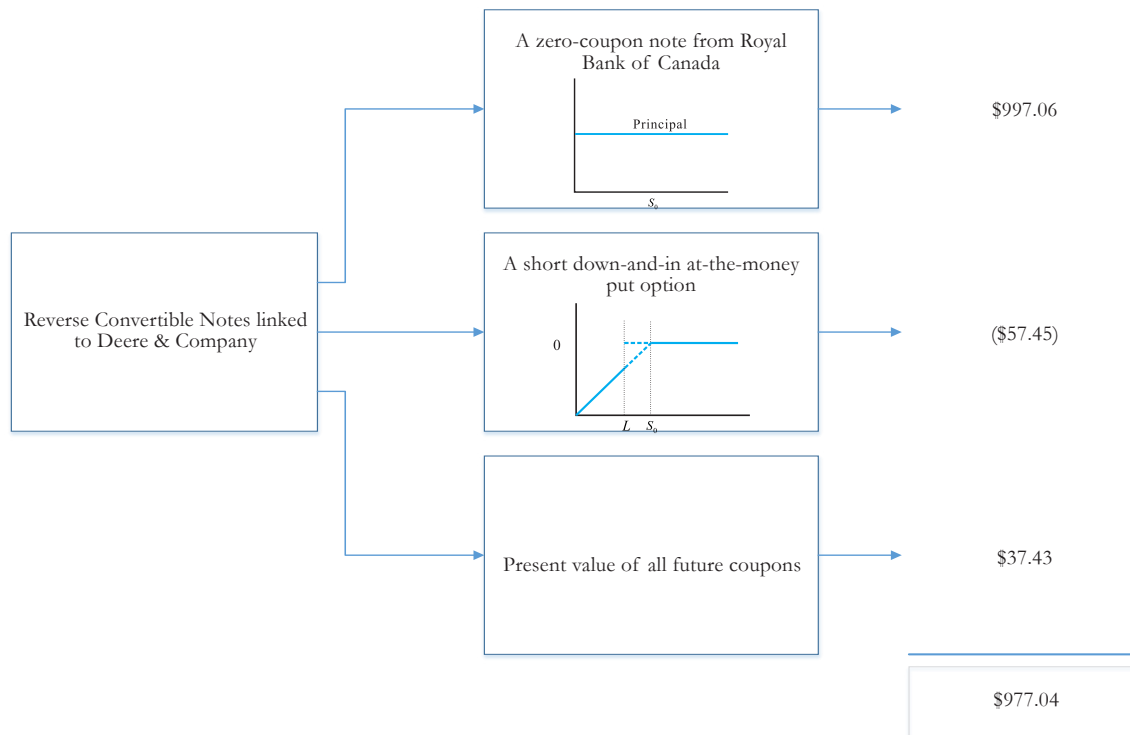 A zero-coupon note from Royal
Bank of Canada
Principal
S₀
$997.06
Reverse Convertible Notes linked
to Deere & Company
A short down-and-in at-the-money
put option
0
L S₀
($57.45)
Present value of all future coupons
$37.43
$977.04